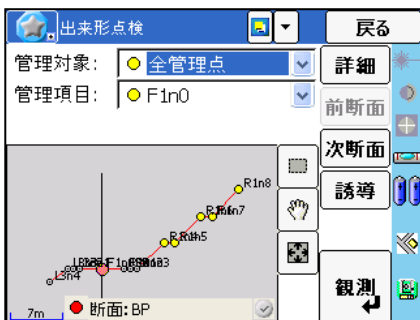 出来形点検
戻る
管理対象: 全管理点
詳細
管理項目: F1n0
前断面
次断面
誘導
R1n8
L3n4
7m
断面:BP
観測